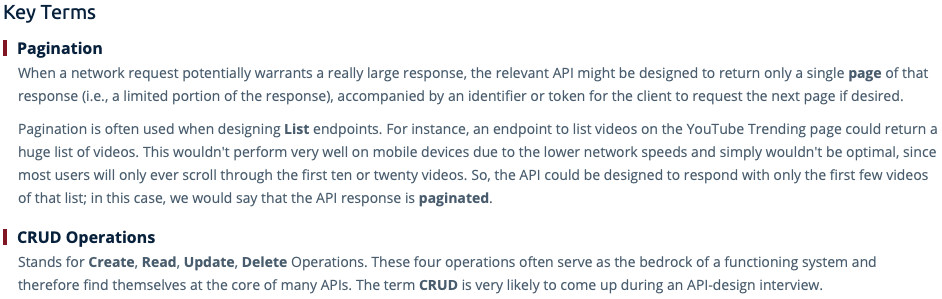 Key Terms
Pagination
When a network request potentially warrants a really large response, the relevant API might be designed to return only a single page of that
response (i.e., a limited portion of the response), accompanied by an identifier or token for the client to request the next page if desired.
Pagination is often used when designing List endpoints. For instance, an endpoint to list videos on the YouTube Trending page could return a
huge list of videos. This wouldn't perform very well on mobile devices due to the lower network speeds and simply wouldn't be optimal, since
most users will only ever scroll through the first ten or twenty videos. So, the API could be designed to respond with only the first few videos
of that list; in this case, we would say that the API response is paginated.
CRUD Operations
Stands for Create, Read, Update, Delete Operations. These four operations often serve as the bedrock of a functioning system and
therefore find themselves at the core of many APIs. The term CRUD is very likely to come up during an API-design interview.